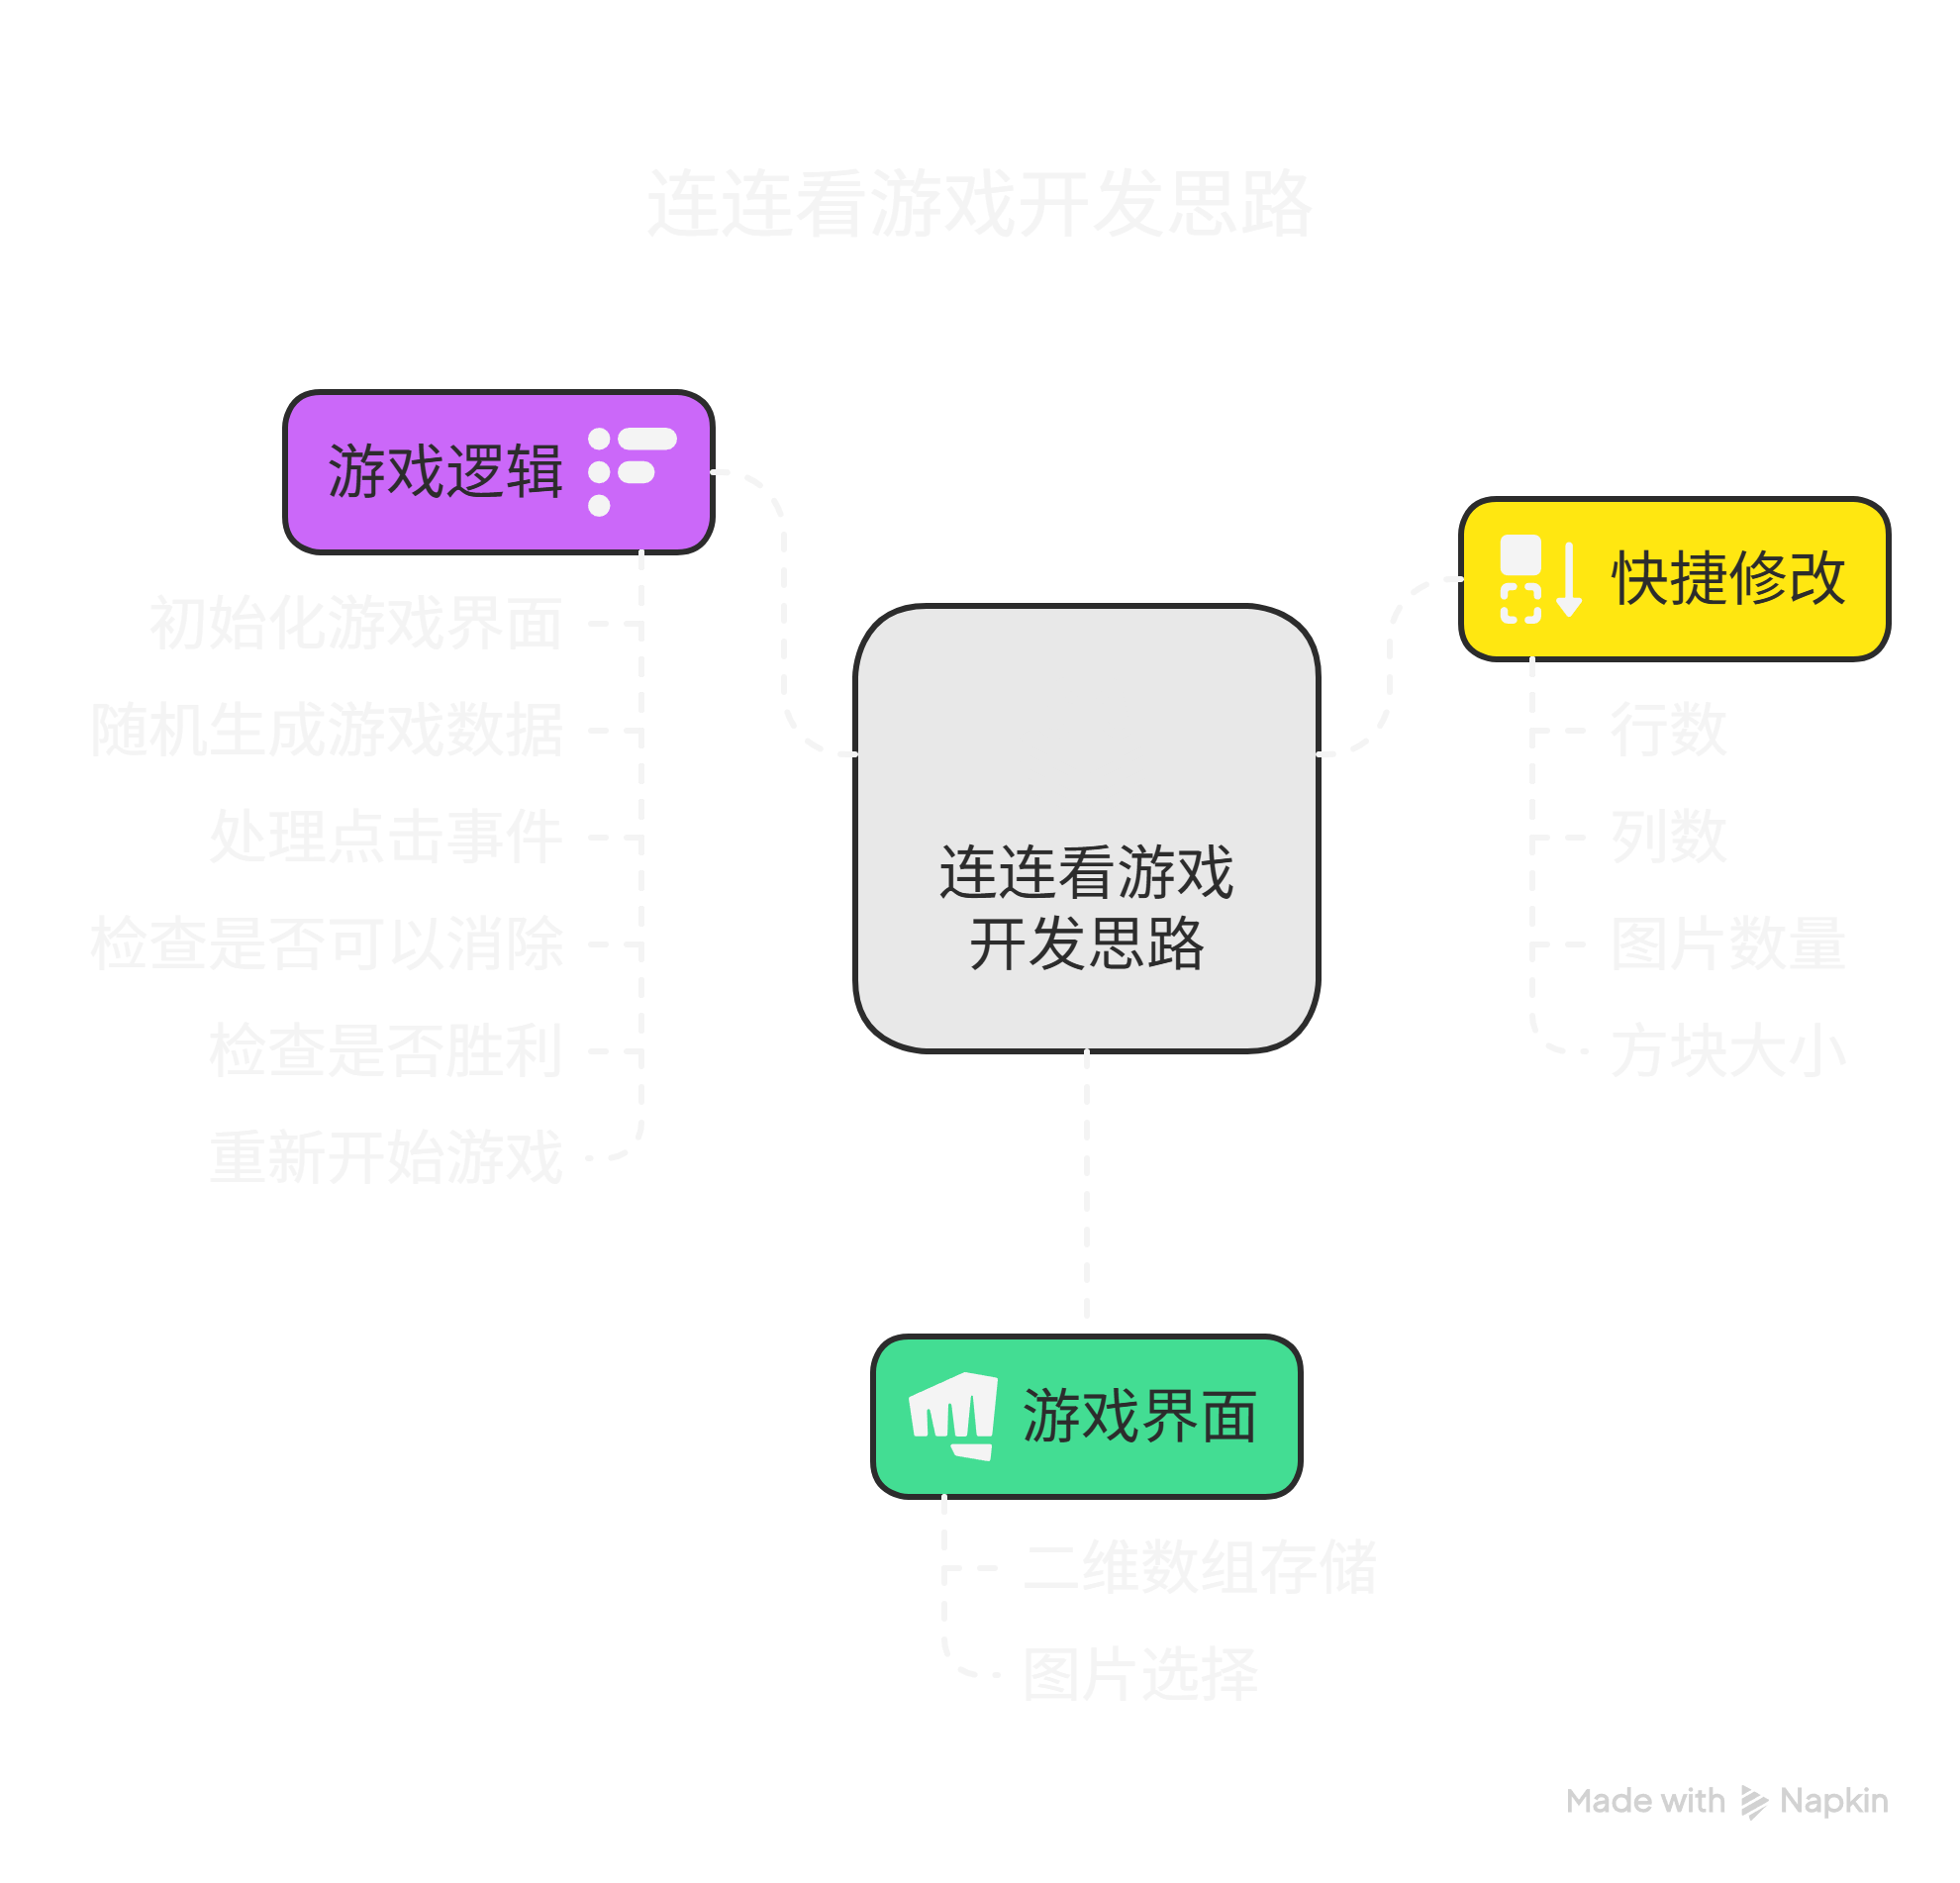 连连看游戏开发思路
游戏逻辑
初始化游戏界面
随机生成游戏数据
处理点击事件
检查是否可以消除
检查是否胜利
重新开始游戏
连连看游戏
开发思路
快捷修改
行数
列数
图片数量
方块大小
游戏界面
二维数组存储
图片选择
Made with Napkin